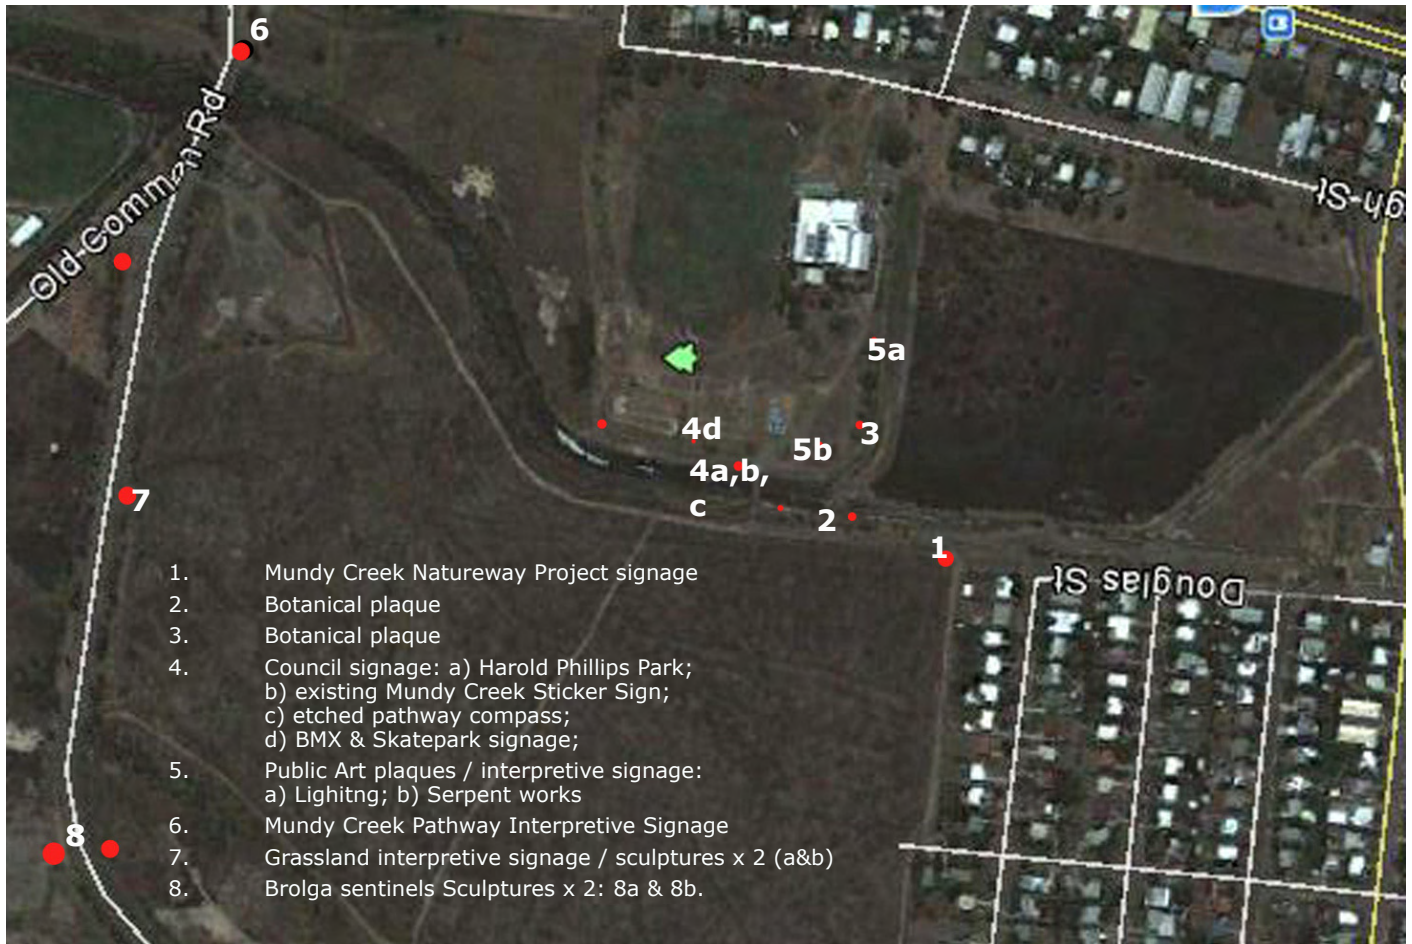 6
Old-Common-Rd
gh-St
5a
4d
3
5b
4a,b,
c
2
7
1
Douglas St
1. Mundy Creek Natureway Project signage
2. Botanical plaque
3. Botanical plaque
4. Council signage: a) Harold Phillips Park;
b) existing Mundy Creek Sticker Sign;
c) etched pathway compass;
d) BMX & Skatepark signage;
5. Public Art plaques / interpretive signage:
a) Lighitng; b) Serpent works
6. Mundy Creek Pathway Interpretive Signage
7. Grassland interpretive signage / sculptures x 2 (a&b)
8. Brolga sentinels Sculptures x 2: 8a & 8b.
8